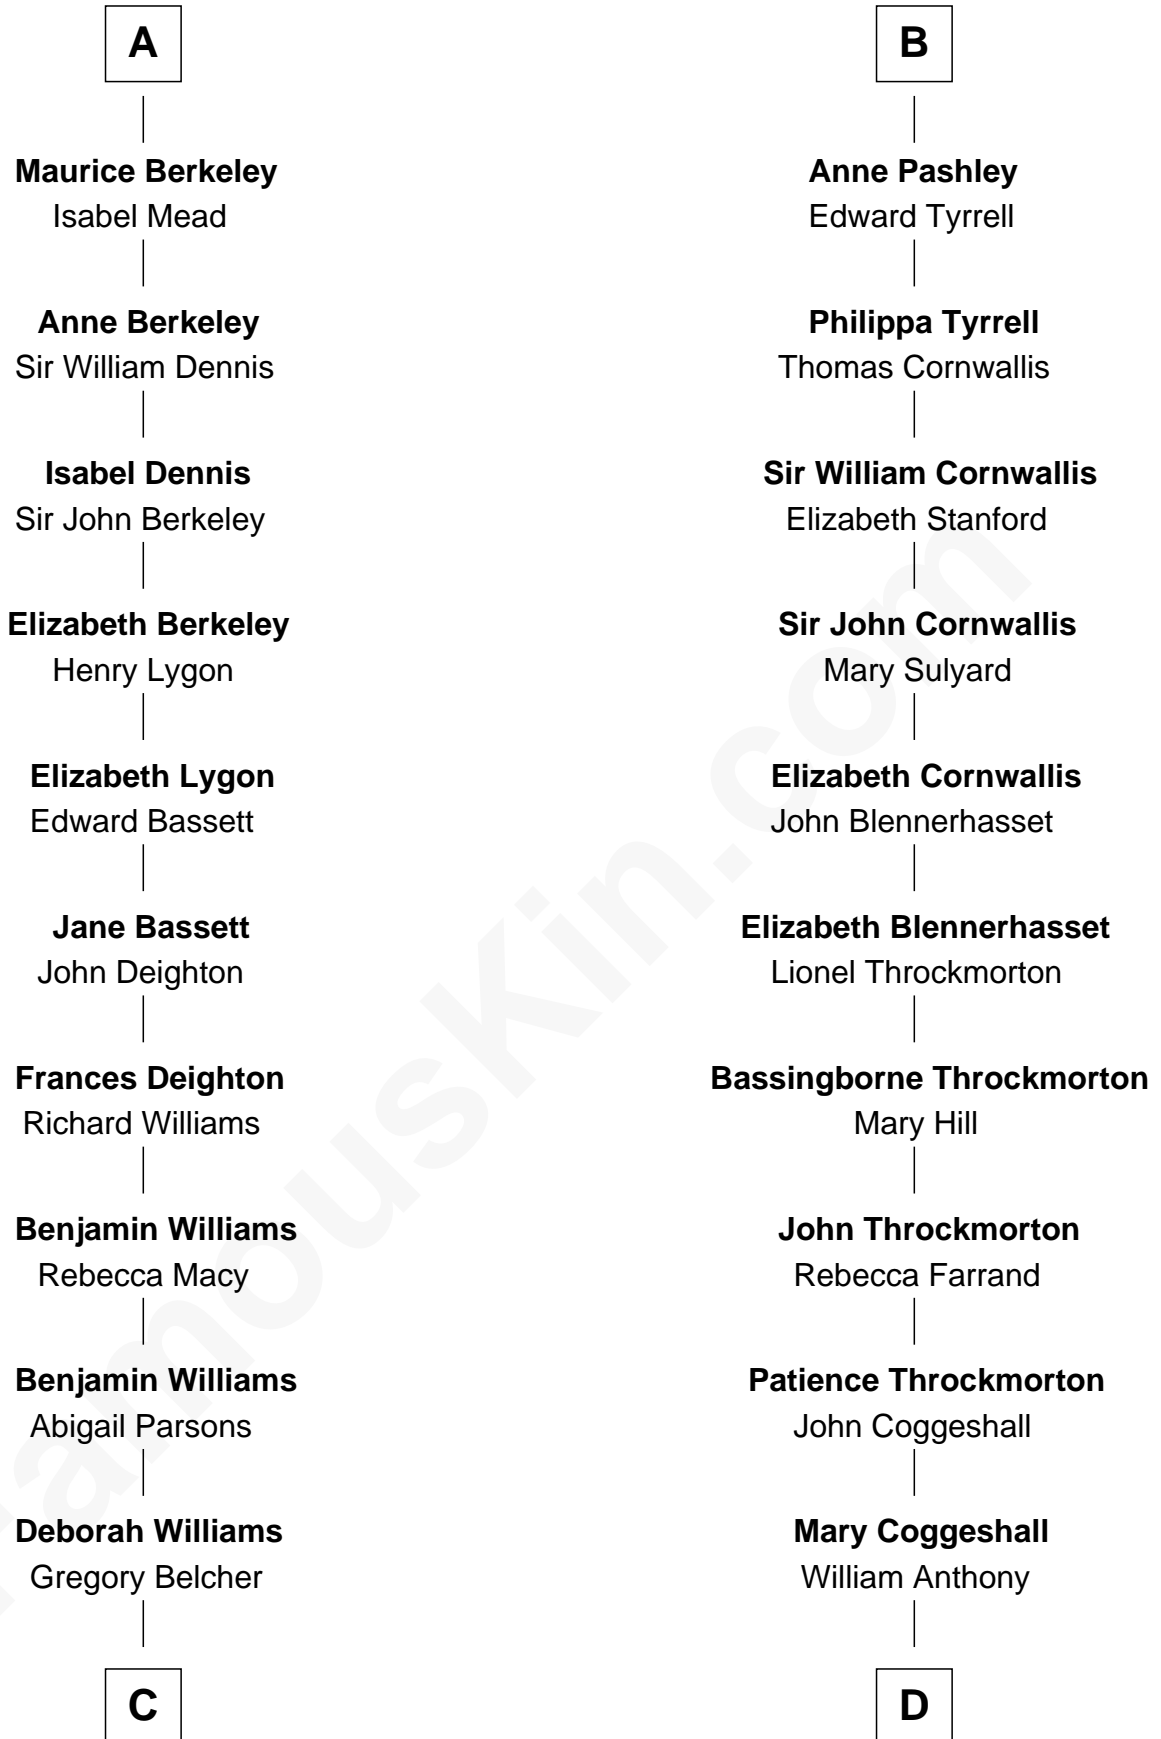 A
Maurice Berkeley
Isabel Mead
Anne Berkeley
Sir William Dennis
Isabel Dennis
Sir John Berkeley
Elizabeth Berkeley
Henry Lygon
Elizabeth Lygon
Edward Bassett
Jane Bassett
John Deighton
Frances Deighton
Richard Williams
Benjamin Williams
Rebecca Macy
Benjamin Williams
Abigail Parsons
Deborah Williams
Gregory Belcher
C
B
Anne Pashley
Edward Tyrrell
Philippa Tyrrell
Thomas Cornwallis
Sir William Cornwallis
Elizabeth Stanford
Sir John Cornwallis
Mary Sulyard
Elizabeth Cornwallis
John Blennerhasset
Elizabeth Blennerhasset
Lionel Throckmorton
Bassingborne Throckmorton
Mary Hill
John Throckmorton
Rebecca Farrand
Patience Throckmorton
John Coggeshall
Mary Coggeshall
William Anthony
D
FamousKin.com